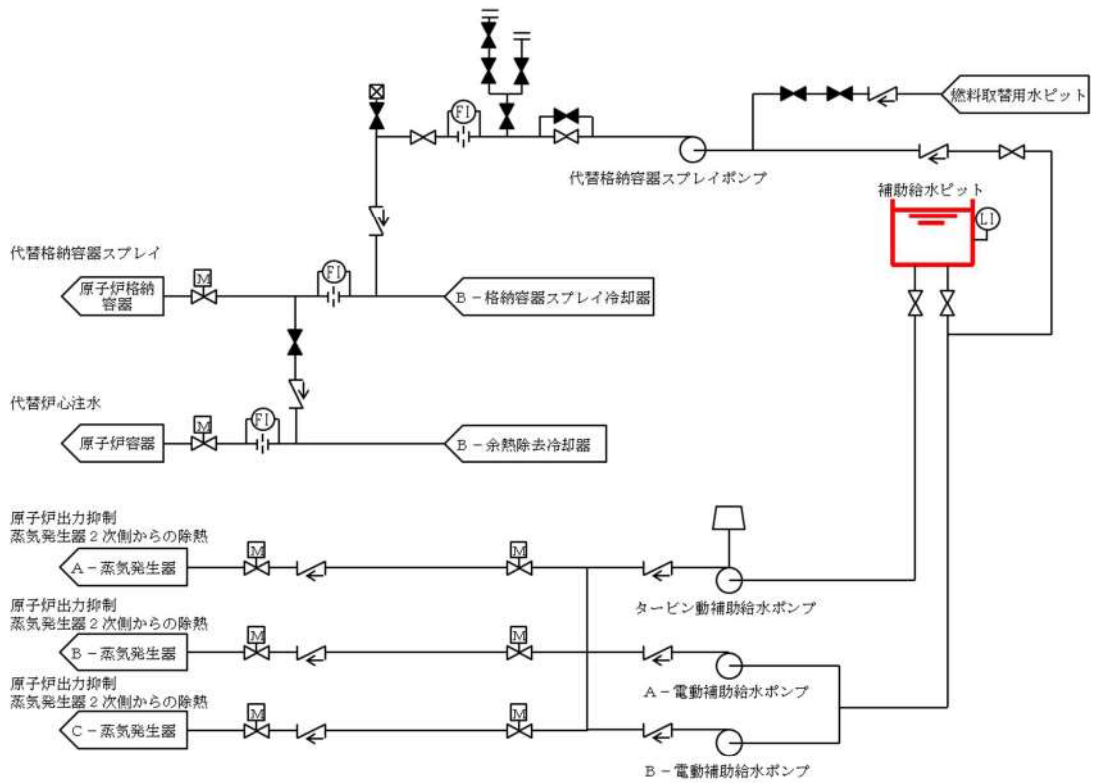 燃料取替用水ピット
FI
代替格納容器スプレイポンプ
補助給水ピット
LI
代替格納容器スプレイ
M
原子炉格納
容器
FI
B-格納容器スプレイ冷却器
代替炉心注水
M
原子炉容器
FI
B-余熱除去冷却器
原子炉出力抑制
蒸気発生器2次側からの除熱
M
M
A-蒸気発生器
タービン動補助給水ポンプ
原子炉出力抑制
蒸気発生器2次側からの除熱
M
M
B-蒸気発生器
A-電動補助給水ポンプ
原子炉出力抑制
蒸気発生器2次側からの除熱
M
M
C-蒸気発生器
B-電動補助給水ポンプ